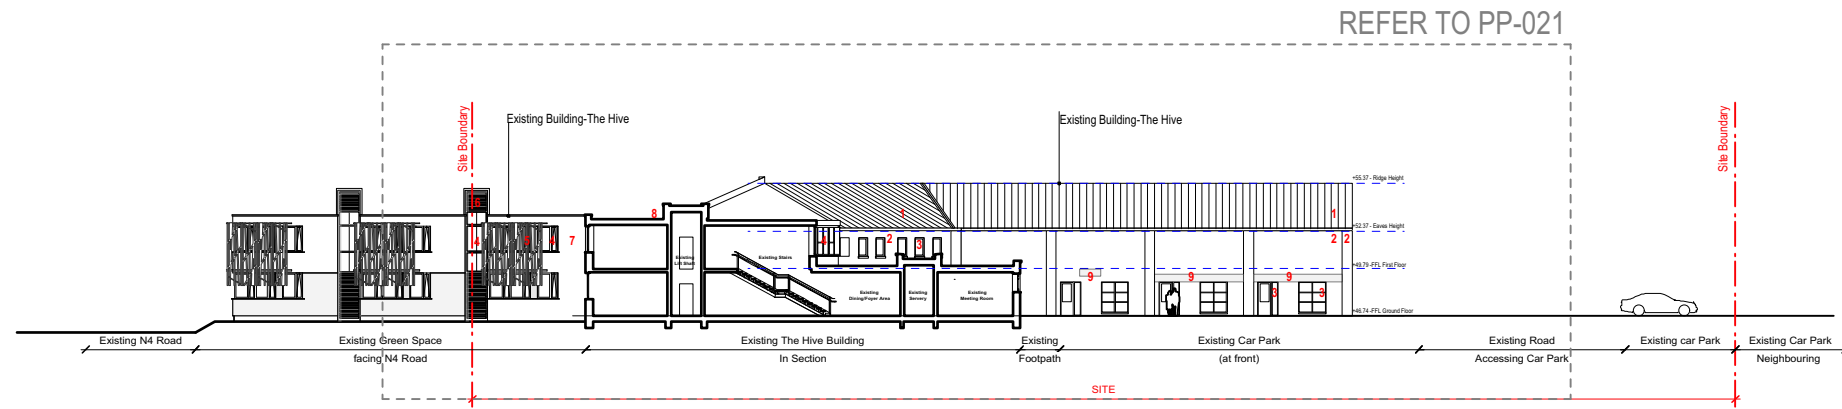 REFER TO PP-021
Site Boundary
Existing Building-The Hive
Existing Building-The Hive
Site Boundary
+55.37 - Ridge Height
5
8
1
1
+52.37 - Eaves Height
4
5
4
7
4
2
3
2
2
Existing
Lift Shaft
Existing Stairs
+49.79 -FFL First Floor
9
9
9
Existing
Dining/Foyer Area
Existing
Servery
Existing
Meeting Room
3
3
+46.74 -FFL Ground Floor
Existing N4 Road
Existing Green Space
facing N4 Road
Existing The Hive Building
In Section
Existing
Footpath
Existing Car Park
(at front)
Existing Road
Accessing Car Park
Existing car Park
Existing Car Park
Neighbouring
SITE